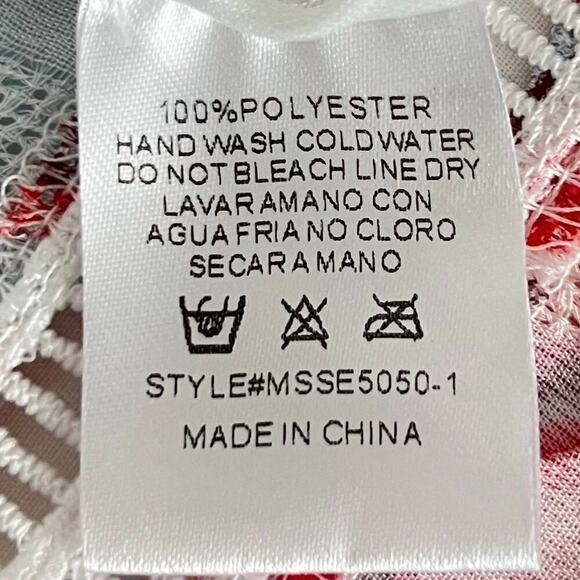 100%POLYESTER
HAND WASH COLD WATER
DO NOT BLEACH LINE DRY
LAVAR A MANO CON
AGUA FRIA NO CLORO
SECAR A MANO
STYLE#MSSE5050-1
MADE IN CHINA